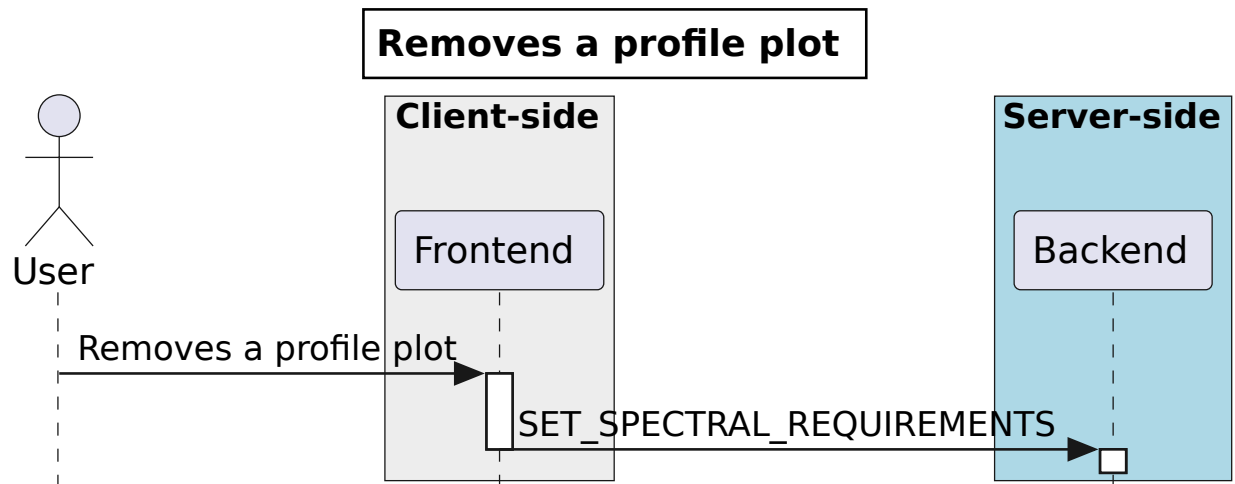 Removes a profile plot
Client-side
Server-side
User
Frontend
Backend
Removes a profile plot
SET_SPECTRAL_REQUIREMENTS